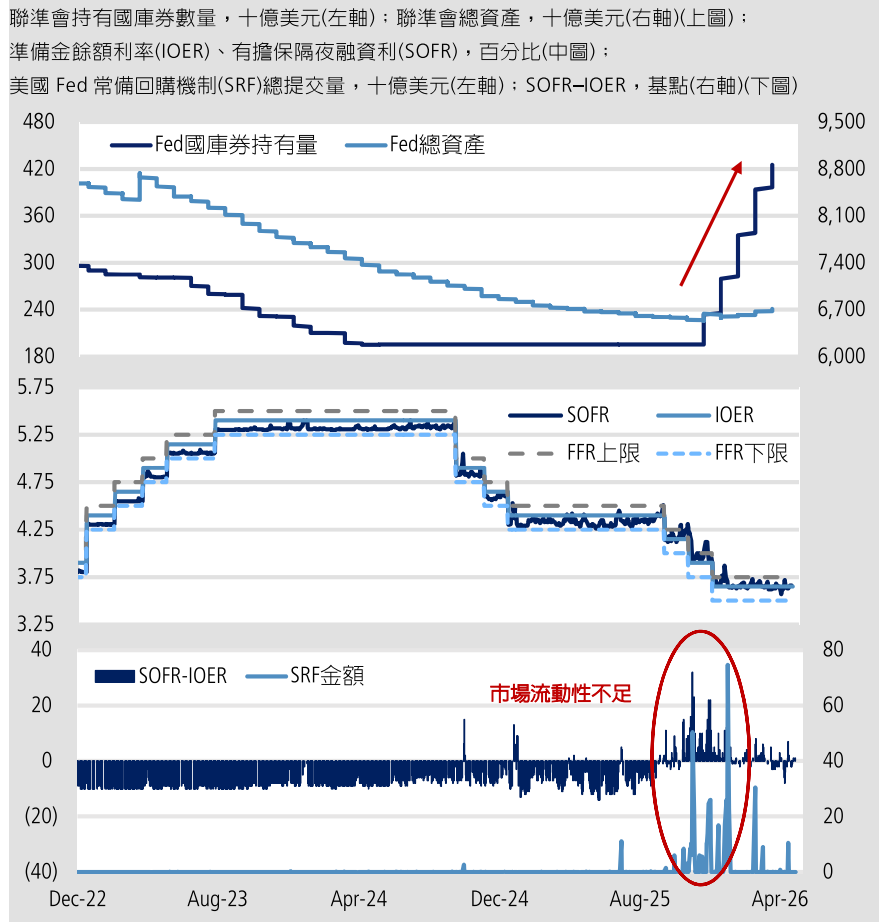 聯準會持有國庫券數量，十億美元(左軸)；聯準會總資產，十億美元(右軸)(上圖)；
準備金餘額利率(IOER)、有擔保隔夜融資利(SOFR)，百分比(中圖)；
美國 Fed 常備回購機制(SRF)總提交量，十億美元(左軸)；SOFR–IOER，基點(右軸)(下圖)
480 9,500
Fed國庫券持有量 Fed總資產
420 8,800
360 8,100
300 7,400
240 6,700
180 6,000
5.75
SOFR IOER
5.25
FFR上限 FFR下限
4.75
4.25
3.75
3.25
40 80
SOFR-IOER SRF金額
市場流動性不足
20 60
0 40
(20) 20
(40) 0
Dec-22 Aug-23 Apr-24 Dec-24 Aug-25 Apr-26